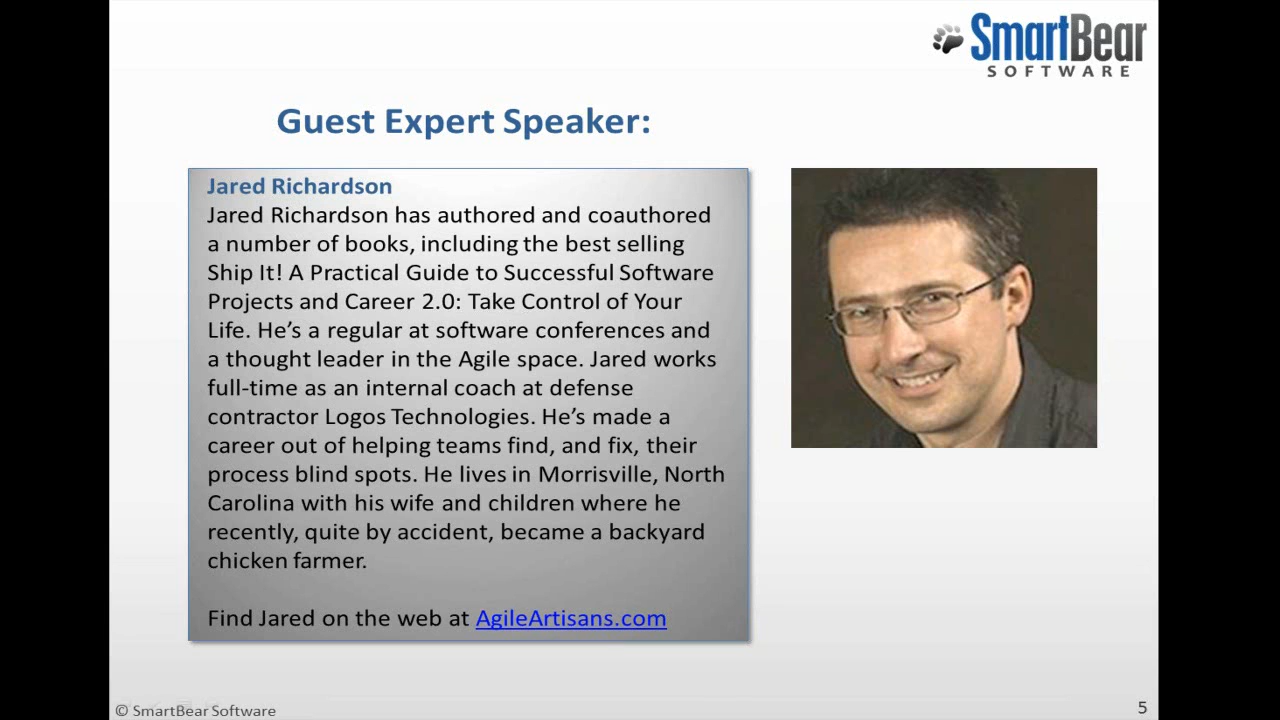 SmartBear
SOFTWARE
Guest Expert Speaker:
Jared Richardson
Jared Richardson has authored and coauthored
a number of books, including the best selling
Ship It! A Practical Guide to Successful Software
Projects and Career 2.0: Take Control of Your
Life. He’s a regular at software conferences and
a thought leader in the Agile space. Jared works
full-time as an internal coach at defense
contractor Logos Technologies. He’s made a
career out of helping teams find, and fix, their
process blind spots. He lives in Morrisville, North
Carolina with his wife and children where he
recently, quite by accident, became a backyard
chicken farmer.
Find Jared on the web at AgileArtisans.com
© SmartBear Software
5